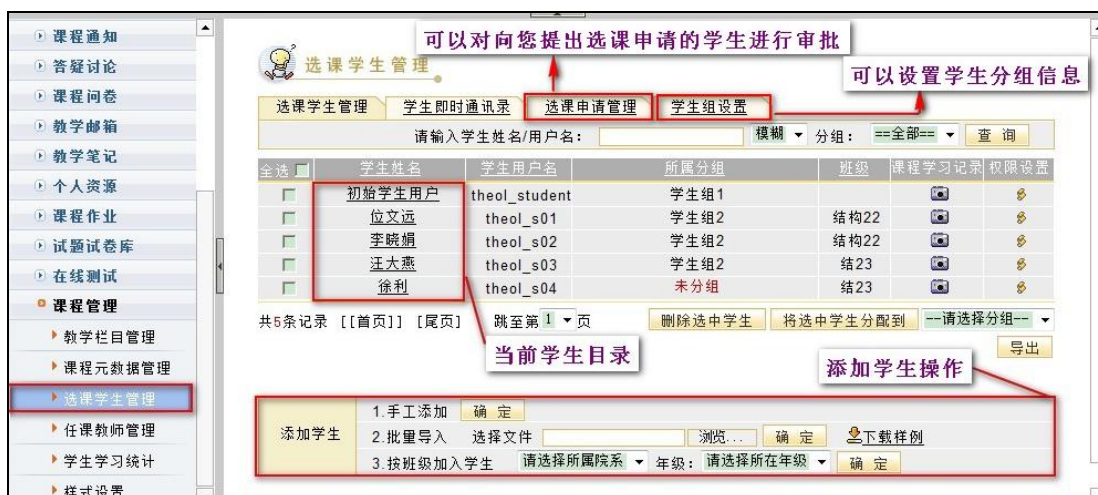 课程通知
答疑讨论
课程问卷
教学邮箱
教学笔记
个人资源
课程作业
试题试卷库
在线测试
课程管理
教学栏目管理
课程元数据管理
选课学生管理
任课教师管理
学生学习统计
样式设置
可以对向您提出选课申请的学生进行审批
选课学生管理
可以设置学生分组信息
选课学生管理 学生即时通讯录 选课申请管理 学生组设置
请输入学生姓名/用户名: 模糊 分组: ==全部== 查 询
全选 学生姓名 学生用户名 所属分组 班级 课程学习记录 权限设置
初始学生用户 theol_student 学生组1
位文远 theol_s01 学生组2 结构22
李晓娟 theol_s02 学生组2 结构22
汪大燕 theol_s03 学生组2 结23
徐利 theol_s04 未分组 结23
共5条记录 [[首页]] [尾页] 跳至第 1 页 删除选中学生 将选中学生分配到 --请选择分组--
导出
当前学生目录
添加学生操作
添加学生
1.手工添加 确 定
2.批量导入 选择文件 浏览... 确 定 下载样例
3.按班级加入学生 请选择所属院系 年级: 请选择所在年级 确 定